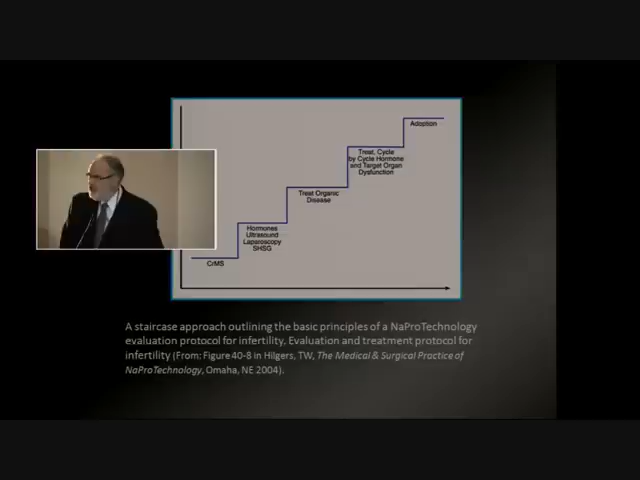 Adoption
Treat, Cycle
by Cycle Hormone
and Target Organ
Dysfunction
Treat Organic
Disease
Hormones
Ultrasound
Laparoscopy
SHSG
CrMS
A staircase approach outlining the basic principles of a NaProTechnology
evaluation protocol for infertility. Evaluation and treatment protocol for
infertility (From: Figure 40-8 in Hilgers, TW, The Medical & Surgical Practice of
NaProTechnology, Omaha, NE 2004).